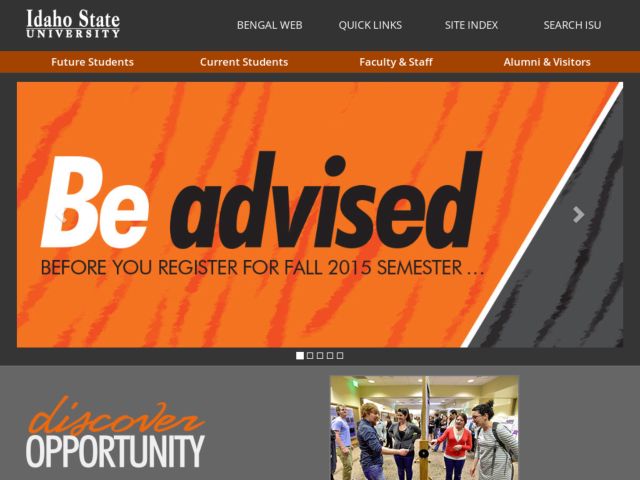 Idaho State
UNIVERSITY
BENGAL WEB
QUICK LINKS
SITE INDEX
SEARCH ISU
Future Students
Current Students
Faculty & Staff
Alumni & Visitors
Be advised
BEFORE YOU REGISTER FOR FALL 2015 SEMESTER ...
discover
OPPORTUNITY